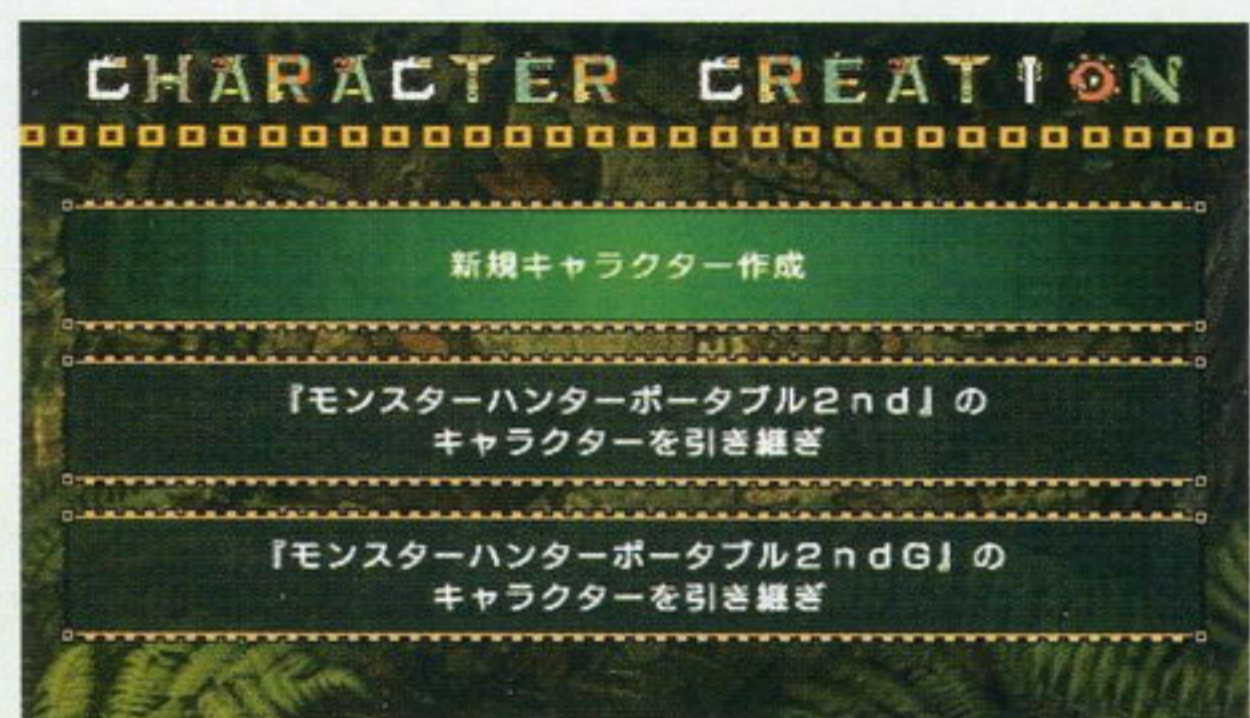 CHARACTER CREATION
新規キャラクター作成
『モンスターハンターポータブル2nd』の
キャラクターを引き継ぎ
『モンスターハンターポータブル2ndG』の
キャラクターを引き継ぎ